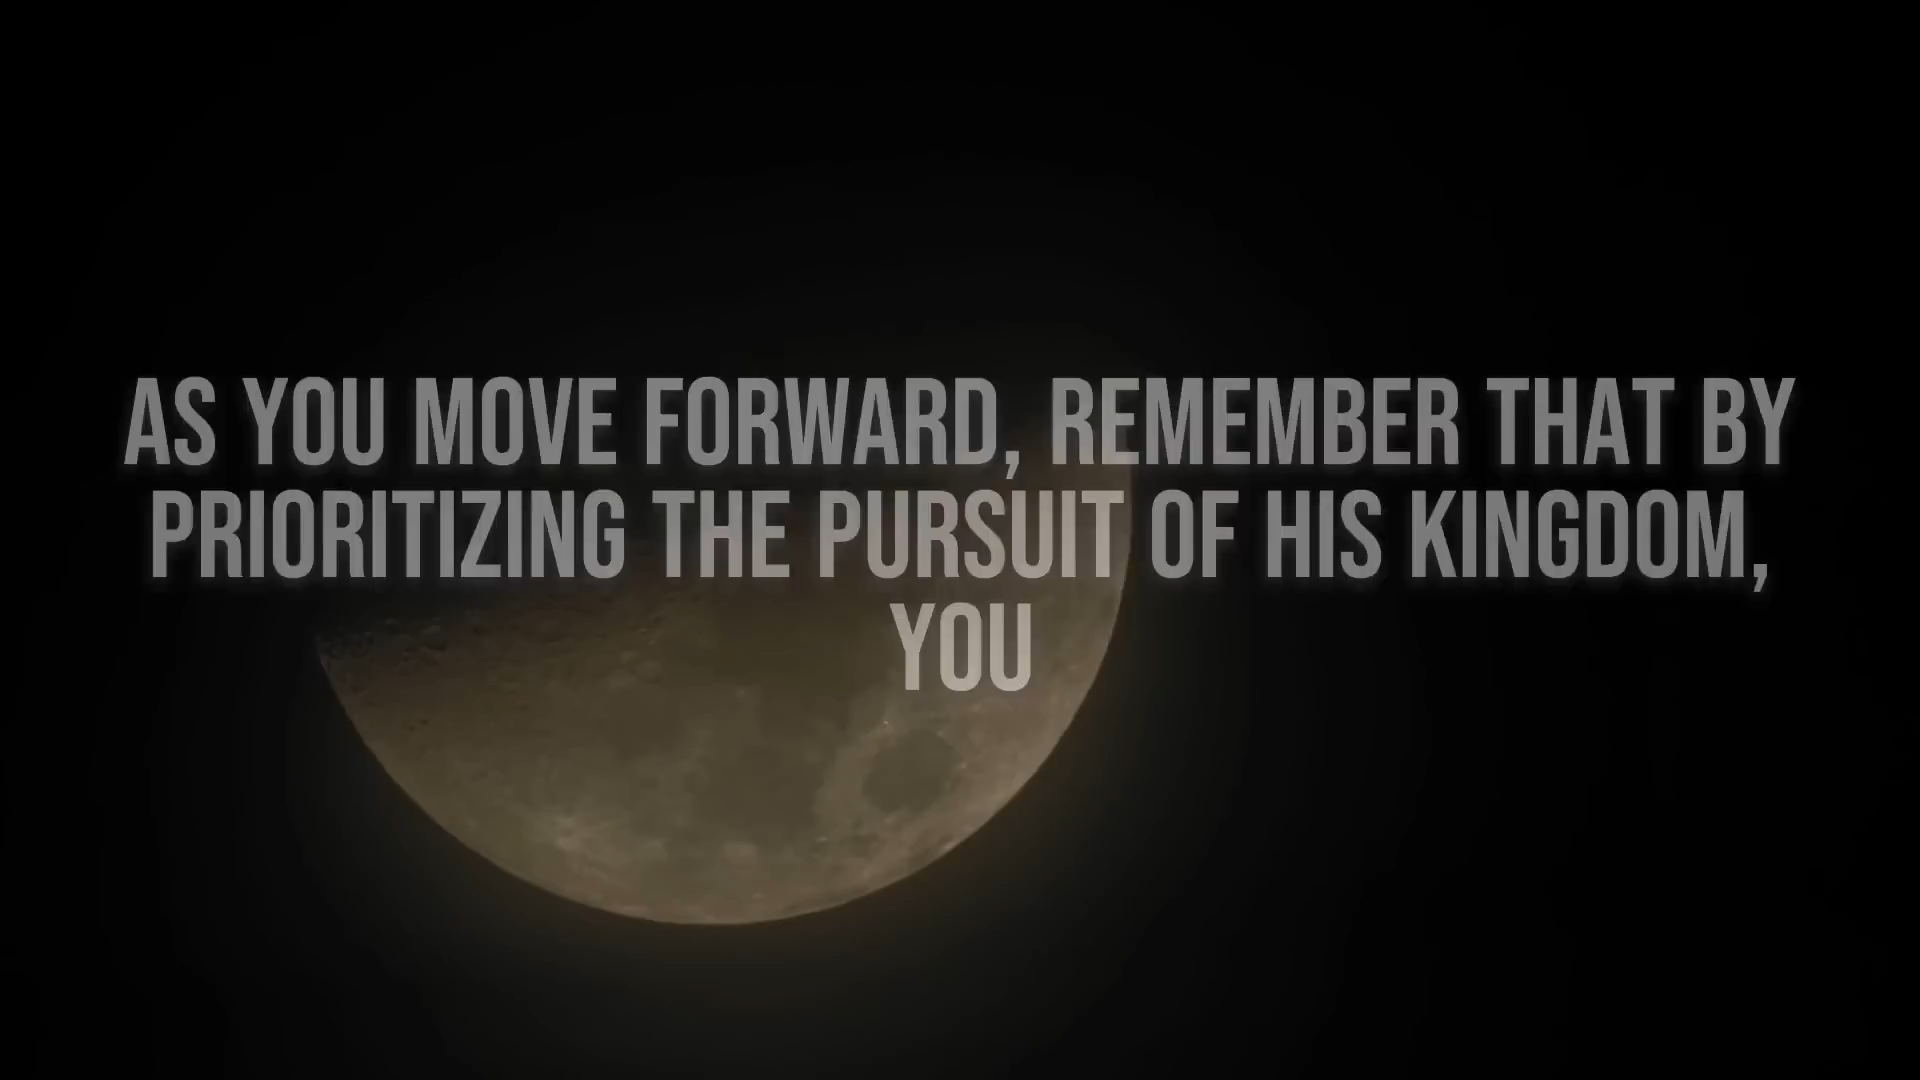 AS YOU MOVE FORWARD, REMEMBER THAT BY
PRIORITIZING THE PURSUIT OF HIS KINGDOM,
YOU